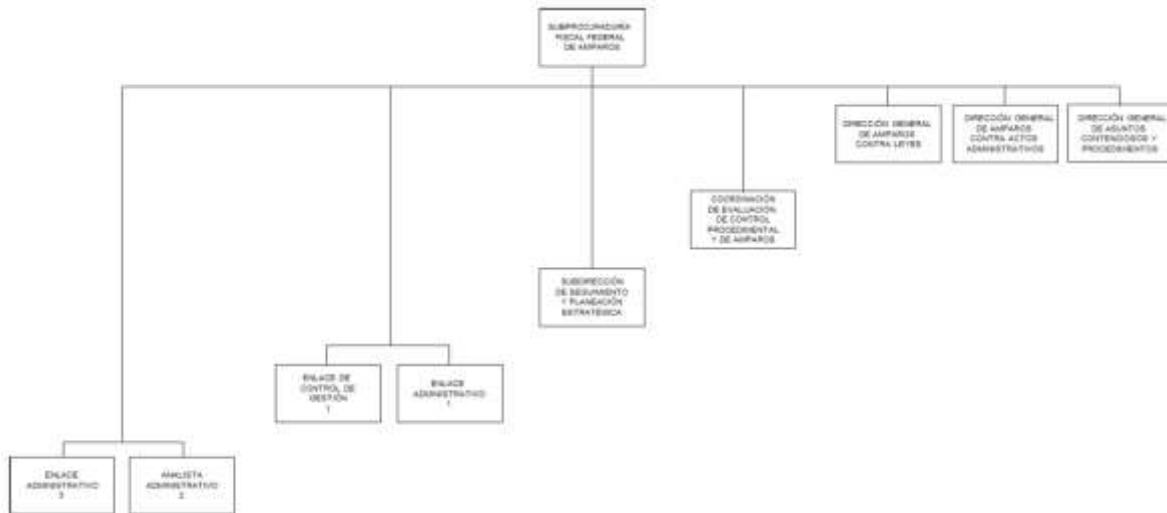 SUBPROCURADURÍA
FISCAL FEDERAL
DE AMPAROS
DIRECCIÓN GENERAL
DE AMPAROS
CONTRA LEYES
DIRECCIÓN GENERAL
DE AMPAROS
CONTRA ACTOS
ADMINISTRATIVOS
DIRECCIÓN GENERAL
DE ASUNTOS
CONTENCIOSOS Y
PROCEDIMIENTOS
COORDINACIÓN
DE EVALUACIÓN
DE CONTROL
PROCEDIMENTAL
Y DE AMPAROS
SUBDIRECCIÓN
DE SEGUIMIENTO
Y PLANEACIÓN
ESTRATÉGICA
ENLACE DE
CONTROL DE
GESTIÓN
1
ENLACE
ADMINISTRATIVO
1
ENLACE
ADMINISTRATIVO
3
ANALISTA
ADMINISTRATIVO
2